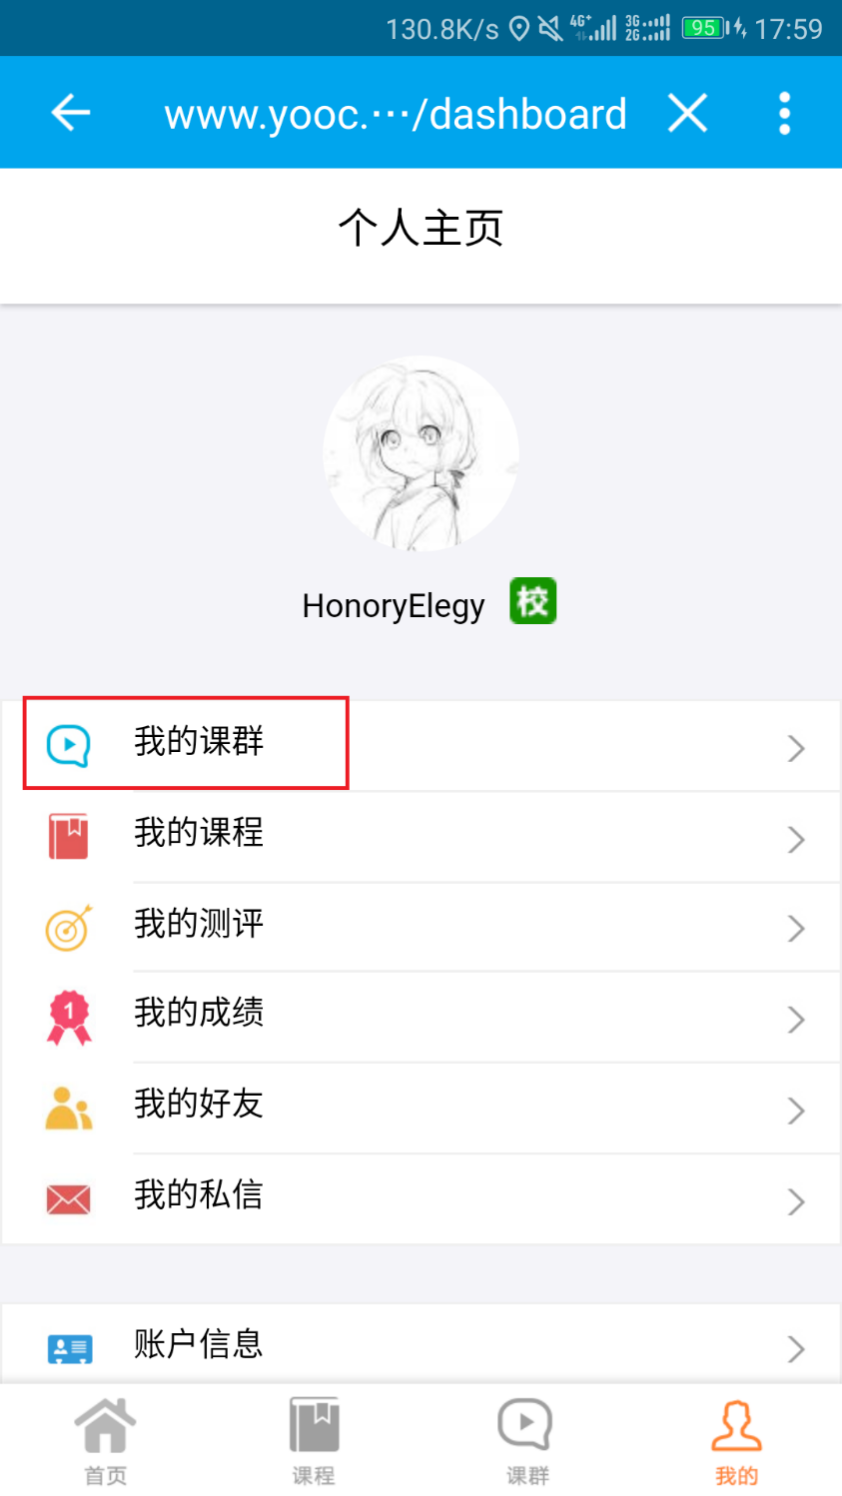 130.8K/s 4G+ 3G 2G 95 17:59
www.yooc.···/dashboard
个人主页
HonoryElegy 校
我的课群
我的课程
我的测评
1 我的成绩
我的好友
我的私信
账户信息
首页 课程 课群 我的